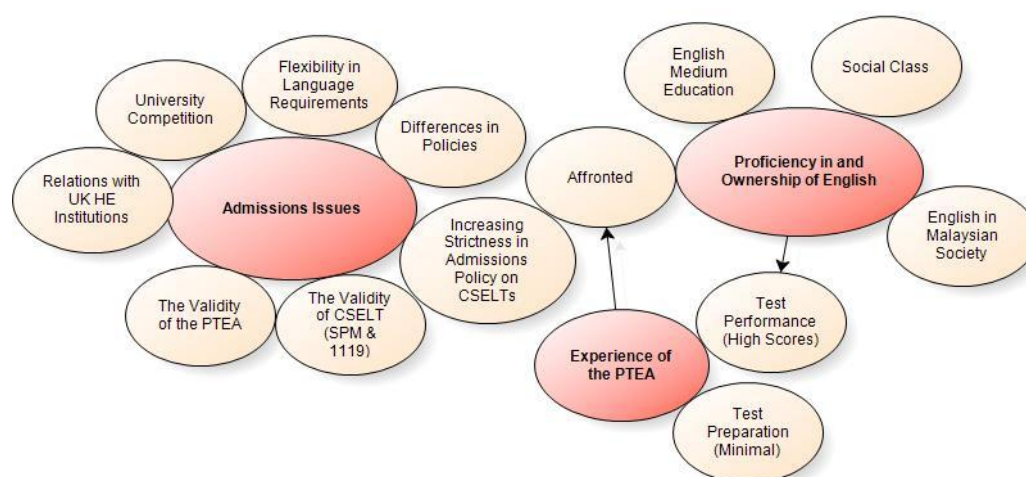 Flexibility in
Language
Requirements
University
Competition
Differences in
Policies
Relations with
UK HE
Institutions
Admissions Issues
Increasing
Strictness in
Admissions
Policy on
CSELTs
The Validity
of the PTEA
The Validity
of CSELT
(SPM &
1119)
English
Medium
Education
Social Class
Affronted
Proficiency in and
Ownership of English
English in
Malaysian
Society
Test
Performance
(High Scores)
Experience of
the PTEA
Test
Preparation
(Minimal)